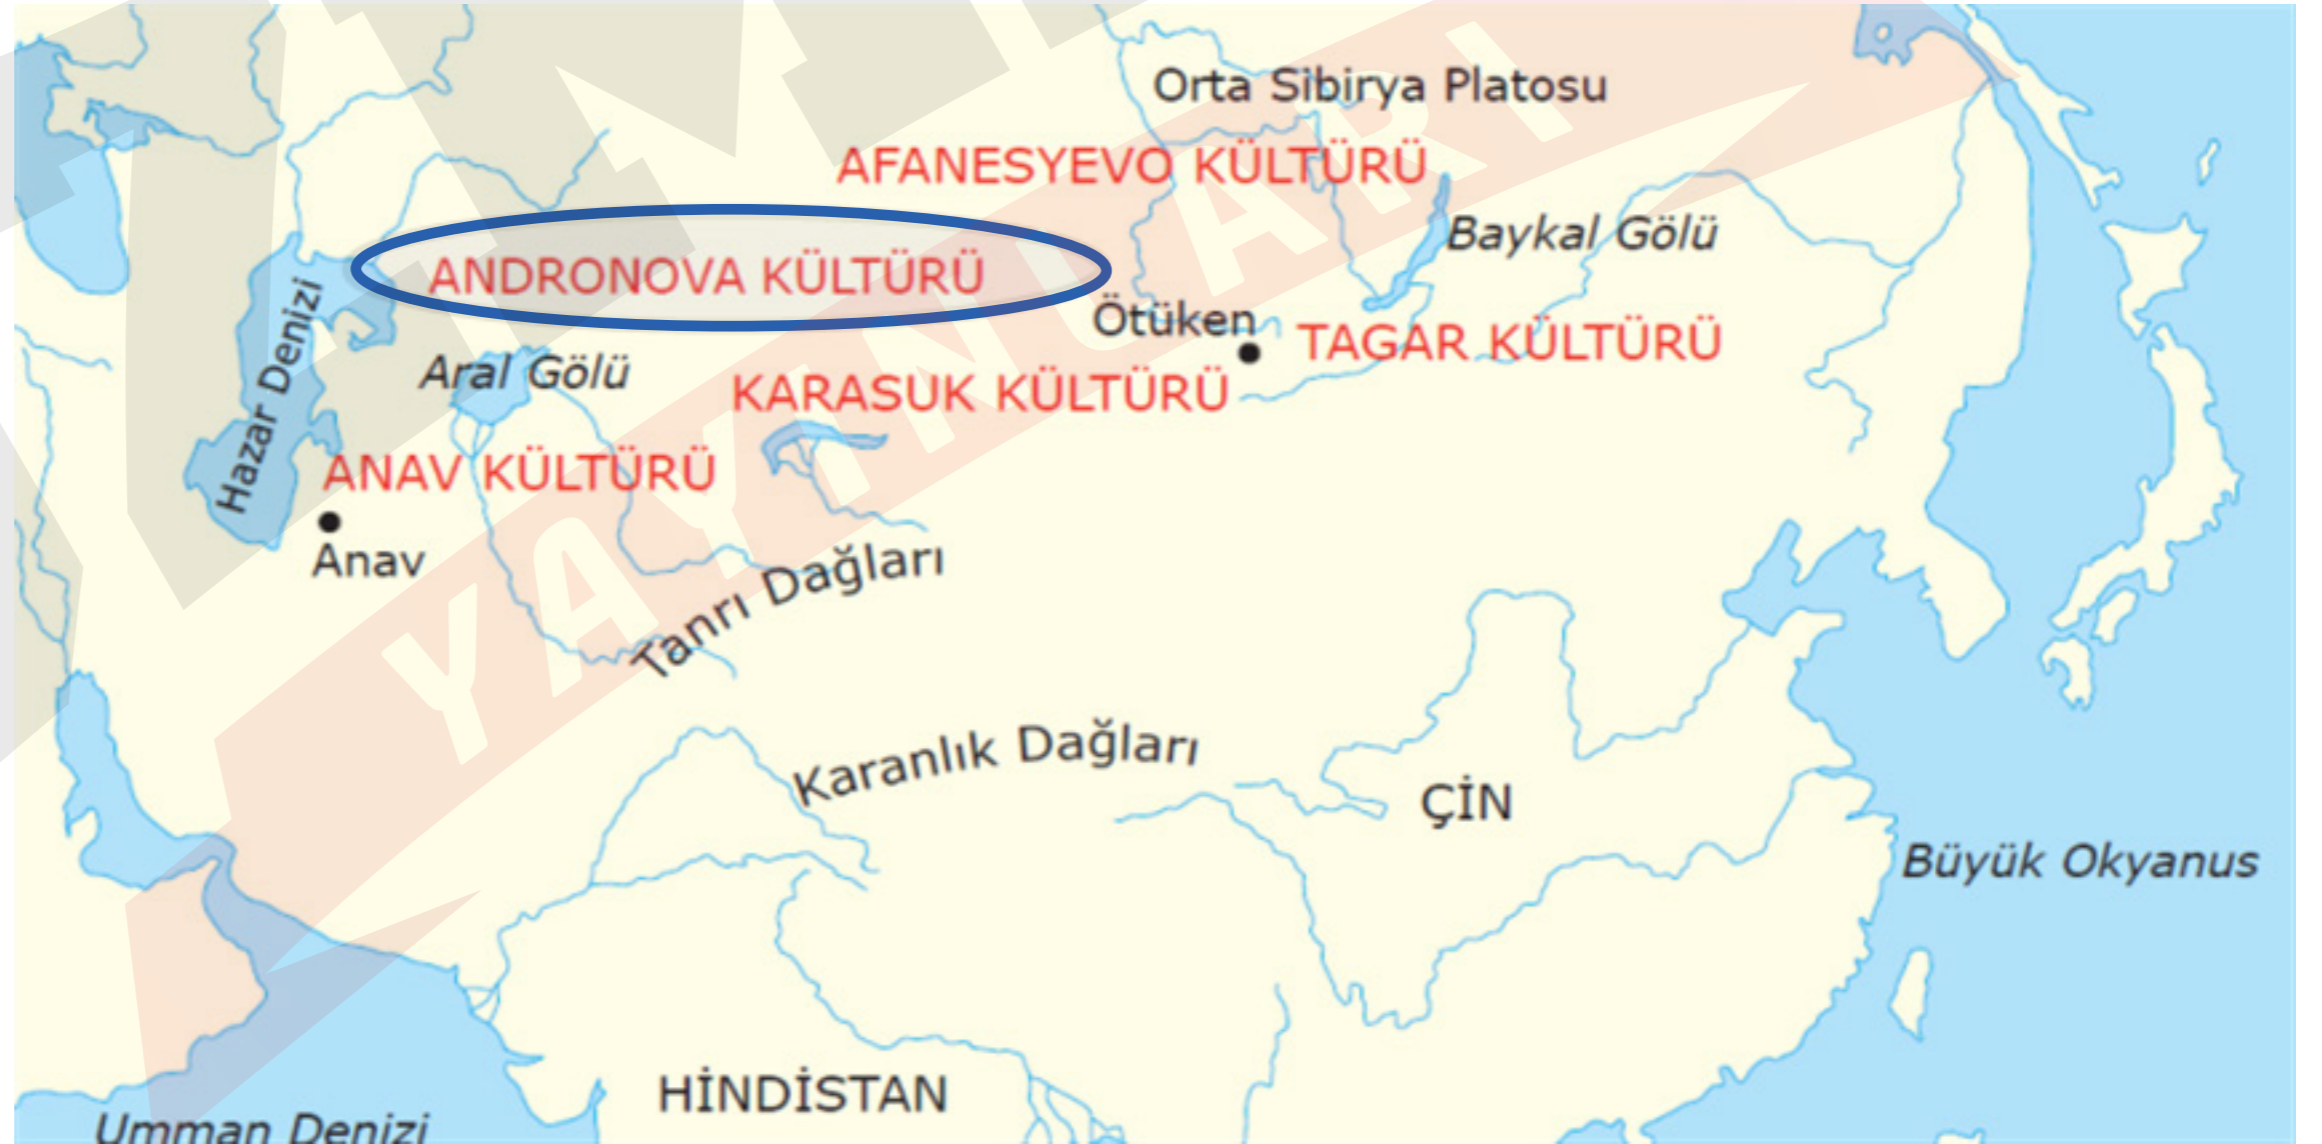 Orta Sibirya Platosu
AFANESYEVO KÜLTÜRÜ
Baykal Gölü
ANDRONOVA KÜLTÜRÜ
Ötüken
TAGAR KÜLTÜRÜ
Hazar Denizi
Aral Gölü
KARASUK KÜLTÜRÜ
ANAV KÜLTÜRÜ
Anav
Tanrı Dağları
Karanlık Dağları
ÇİN
Büyük Okyanus
HİNDİSTAN
Umman Denizi
YAYINLARI